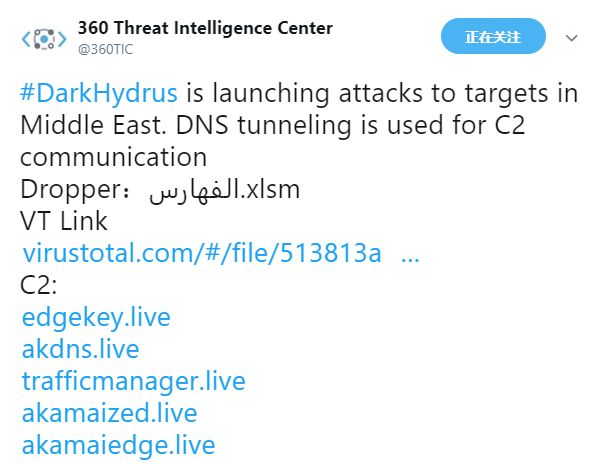 360 Threat Intelligence Center
@360TIC
正在关注
#DarkHydrus is launching attacks to targets in
Middle East. DNS tunneling is used for C2
communication
Dropper：الفهارس.xlsm
VT Link
virustotal.com/#/file/513813a …
C2:
edgekey.live
akdns.live
trafficmanager.live
akamaized.live
akamaiedge.live